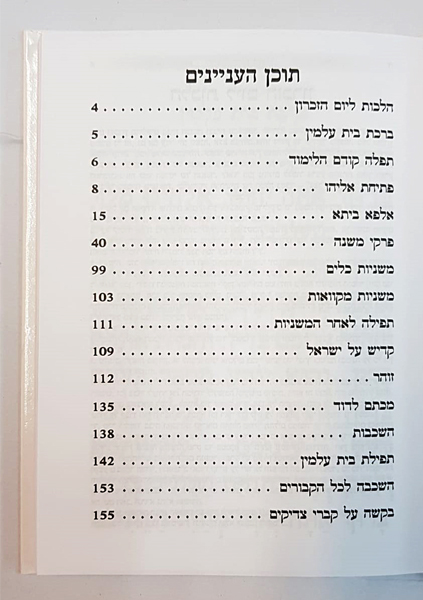 תוכן העניינים
הלכות ליום הזכרון . . . . . . . . . . . . . . . . . 4
ברכת בית עלמין . . . . . . . . . . . . . . . . . . 5
תפלה קודם הלימוד . . . . . . . . . . . . . . . . 6
פתיחת אליהו . . . . . . . . . . . . . . . . . . . . 8
אלפא ביתא . . . . . . . . . . . . . . . . . . . . 15
פרקי משנה . . . . . . . . . . . . . . . . . . . . 40
משניות כלים . . . . . . . . . . . . . . . . . . . 99
משניות מקוואות . . . . . . . . . . . . . . . . 103
תפילה לאחר המשניות . . . . . . . . . . . . . . 111
קדיש על ישראל . . . . . . . . . . . . . . . . . 109
זוהר . . . . . . . . . . . . . . . . . . . . . . . 112
מכתם לדוד . . . . . . . . . . . . . . . . . . . 135
השכבות . . . . . . . . . . . . . . . . . . . . . 138
תפילת בית עלמין . . . . . . . . . . . . . . . . 142
השכבה לכל הקבורים . . . . . . . . . . . . . . 153
בקשה על קברי צדיקים . . . . . . . . . . . . . 155